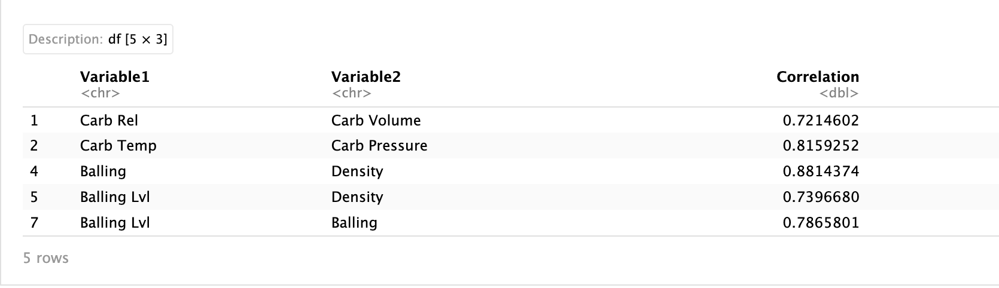 Description: df [5 × 3]
Variable1 Variable2 Correlation
<chr> <chr> <dbl>
1 Carb Rel Carb Volume 0.7214602
2 Carb Temp Carb Pressure 0.8159252
4 Balling Density 0.8814374
5 Balling Lvl Density 0.7396680
7 Balling Lvl Balling 0.7865801
5 rows